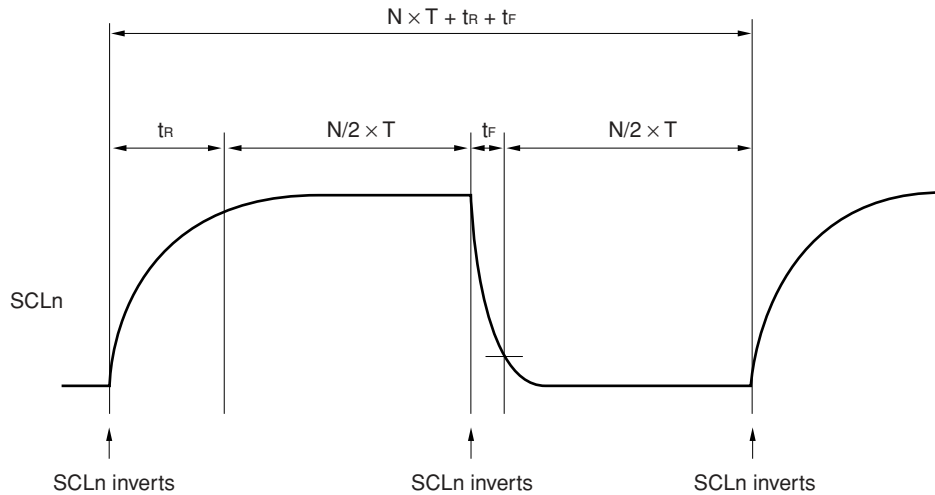 N × T + tR + tF
tR
N/2 × T
tF
N/2 × T
SCLn
SCLn inverts
SCLn inverts
SCLn inverts